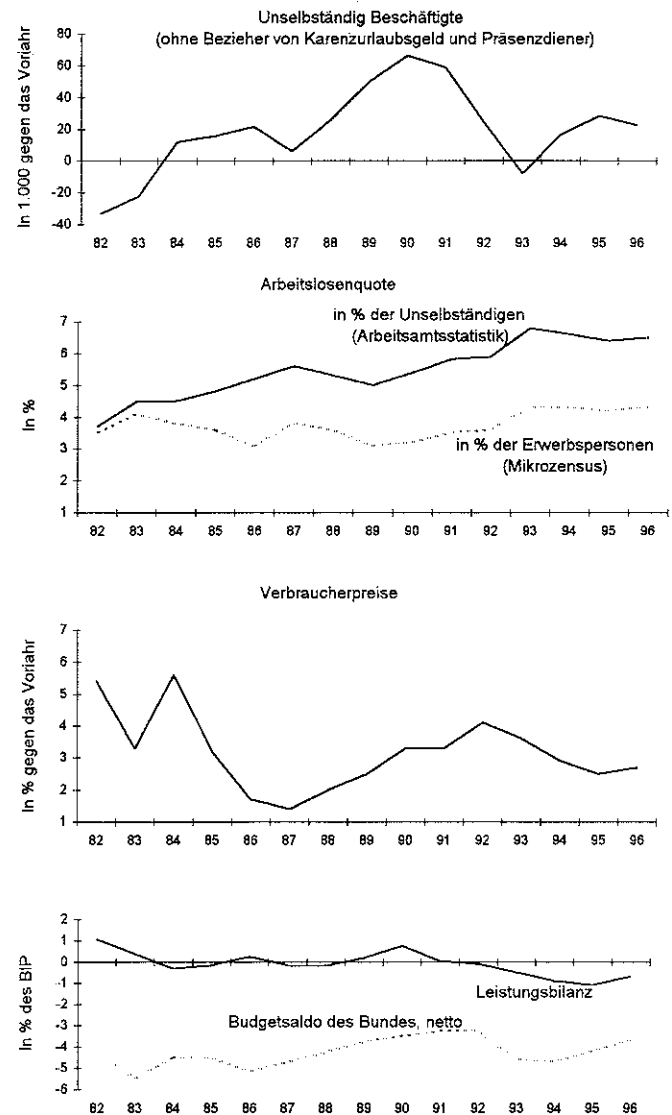 Unselbständig Beschäftigte
(ohne Bezieher von Karenzurlaubsgeld und Präsenzdiener)
In 1.000 gegen das Vorjahr
80
60
40
20
0
-20
-40
82 83 84 85 86 87 88 89 90 91 92 93 94 95 96
Arbeitslosenquote
In %
7
6
5
4
3
2
1
in % der Unselbständigen
(Arbeitsamtsstatistik)
in % der Erwerbspersonen
(Mikrozensus)
82 83 84 85 86 87 88 89 90 91 92 93 94 95 96
Verbraucherpreise
In % gegen das Vorjahr
7
6
5
4
3
2
1
82 83 84 85 86 87 88 89 90 91 92 93 94 95 96
In % des BIP
2
1
0
-1
-2
-3
-4
-5
-6
Leistungsbilanz
Budgetsaldo des Bundes, netto
82 83 84 85 86 87 88 89 90 91 92 93 94 95 96